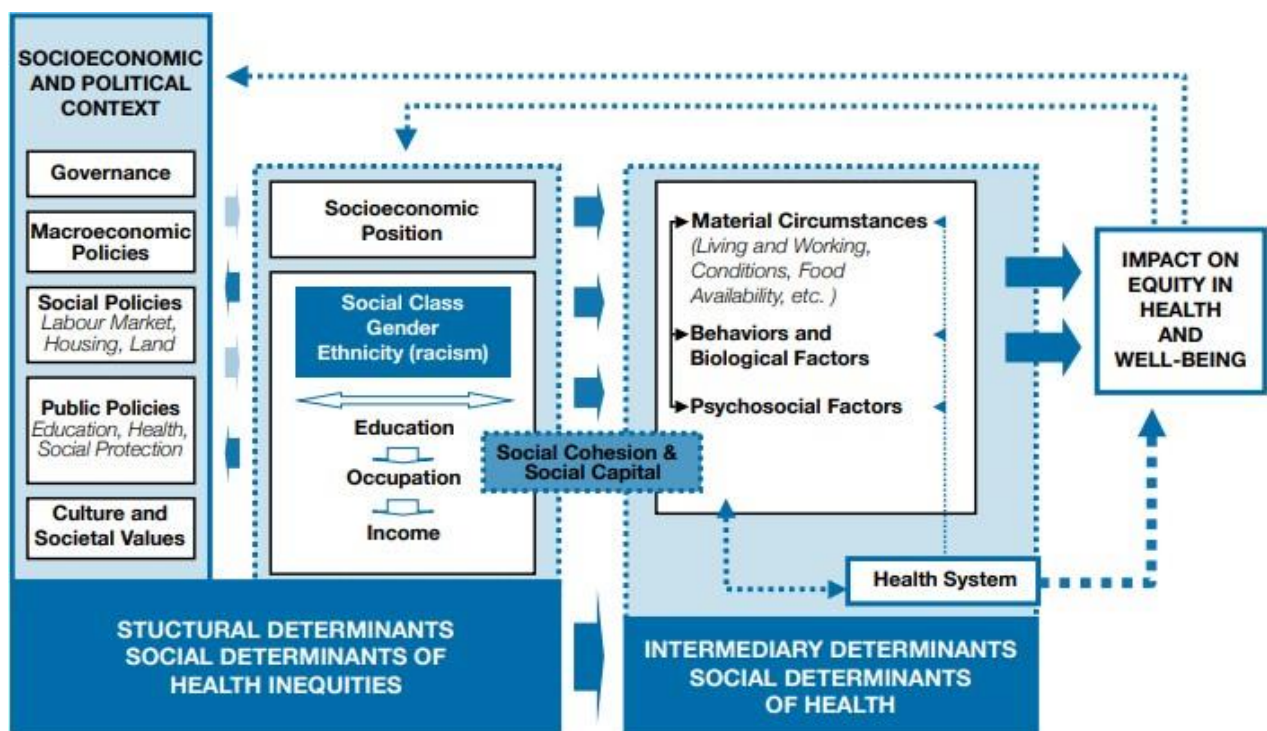 SOCIOECONOMIC
AND POLITICAL
CONTEXT
Governance
Macroeconomic
Policies
Social Policies
Labour Market,
Housing, Land
Public Policies
Education, Health,
Social Protection
Culture and
Societal Values
Socioeconomic
Position
Social Class
Gender
Ethnicity (racism)
Education
Occupation
Income
Social Cohesion &
Social Capital
Material Circumstances
(Living and Working,
Conditions, Food
Availability, etc. )
Behaviors and
Biological Factors
Psychosocial Factors
Health System
IMPACT ON
EQUITY IN
HEALTH
AND
WELL-BEING
STUCTURAL DETERMINANTS
SOCIAL DETERMINANTS OF
HEALTH INEQUITIES
INTERMEDIARY DETERMINANTS
SOCIAL DETERMINANTS
OF HEALTH